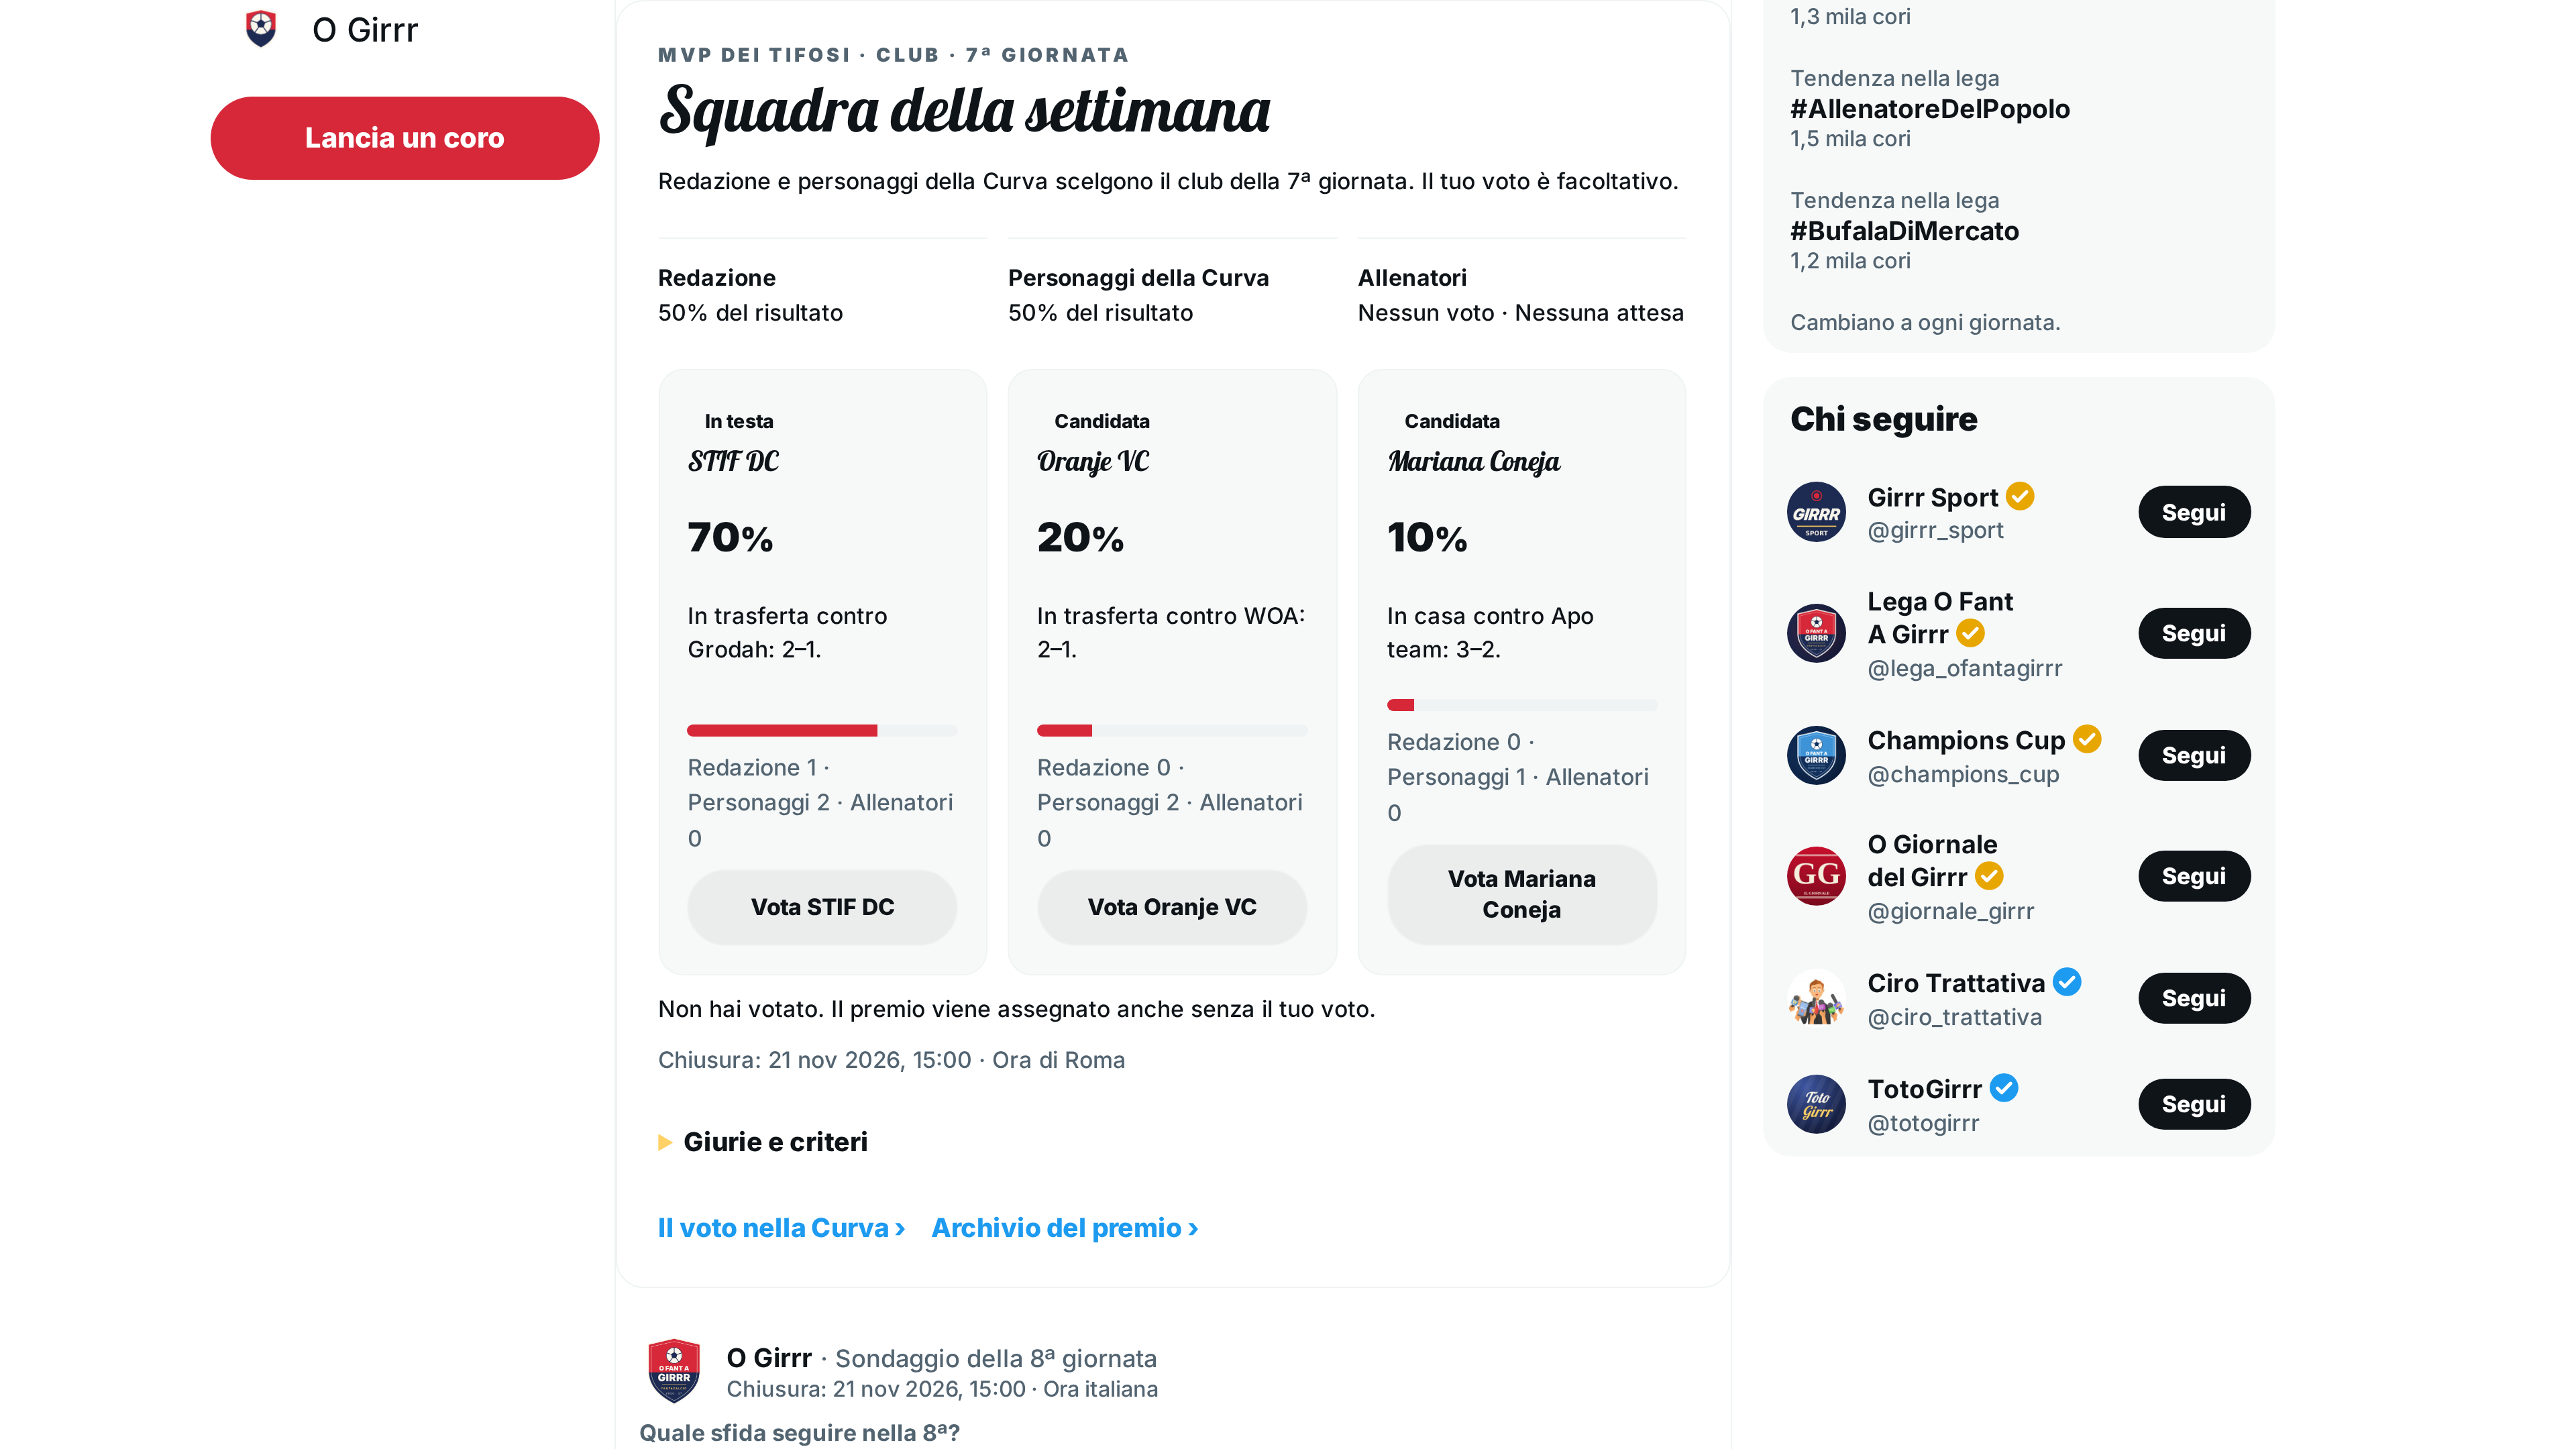 O Girrr
Lancia un coro
MVP DEI TIFOSI · CLUB · 7ª GIORNATA
Squadra della settimana
Redazione e personaggi della Curva scelgono il club della 7ª giornata. Il tuo voto è facoltativo.
Redazione
50% del risultato
Personaggi della Curva
50% del risultato
Allenatori
Nessun voto · Nessuna attesa
In testa
STIF DC
70%
In trasferta contro
Grodah: 2–1.
Redazione 1 ·
Personaggi 2 · Allenatori
0
Vota STIF DC
Candidata
Oranje VC
20%
In trasferta contro WOA:
2–1.
Redazione 0 ·
Personaggi 2 · Allenatori
0
Vota Oranje VC
Candidata
Mariana Coneja
10%
In casa contro Apo
team: 3–2.
Redazione 0 ·
Personaggi 1 · Allenatori
0
Vota Mariana
Coneja
Non hai votato. Il premio viene assegnato anche senza il tuo voto.
Chiusura: 21 nov 2026, 15:00 · Ora di Roma
Giurie e criteri
Il voto nella Curva › Archivio del premio ›
O FANT A
GIRRR
O Girrr · Sondaggio della 8ª giornata
Chiusura: 21 nov 2026, 15:00 · Ora italiana
Quale sfida seguire nella 8ª?
1,3 mila cori
Tendenza nella lega
#AllenatoreDelPopolo
1,5 mila cori
Tendenza nella lega
#BufalaDiMercato
1,2 mila cori
Cambiano a ogni giornata.
Chi seguire
GIRRR
SPORT
Girrr Sport
@girrr_sport
Segui
O FANT A
GIRRR
Lega O Fant
A Girrr
@lega_ofantagirrr
Segui
O FANT A
GIRRR
Champions Cup
@champions_cup
Segui
GG
O Giornale
del Girrr
@giornale_girrr
Segui
Ciro Trattativa
@ciro_trattativa
Segui
Toto
Girrr
TotoGirrr
@totogirrr
Segui